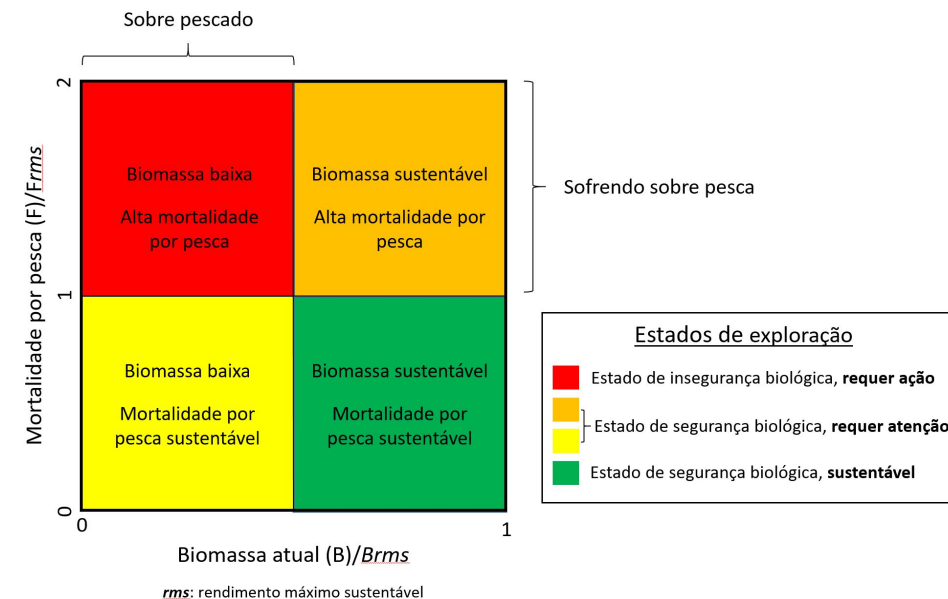 Sobre pescado
2
Biomassa baixa
Alta mortalidade
por pesca
Biomassa sustentável
Alta mortalidade por
pesca
Sofrendo sobre pesca
Mortalidade por pesca (F)/Frms
1
Biomassa baixa
Mortalidade por
pesca sustentável
Biomassa sustentável
Mortalidade por
pesca sustentável
0
0
1
Biomassa atual (B)/Brms
rms: rendimento máximo sustentável
Estados de exploração
Estado de insegurança biológica, requer ação
Estado de segurança biológica, requer atenção
Estado de segurança biológica, sustentável